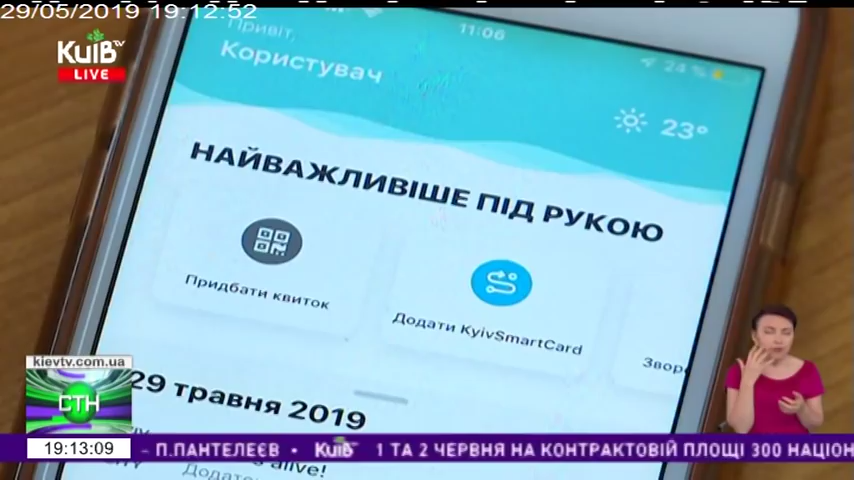 29/05/2019 19:12:52
КиїВ TV
LIVE
11:06
24 %
Привіт,
Користувач
23°
НАЙВАЖЛИВІШЕ ПІД РУКОЮ
Придбати квиток
Додати KyivSmartCard
29 травня 2019
alive!
kievtv.com.ua
СТН
19:13:09
– П.ПАНТЕЛЕЄВ • КиїВ 1 ТА 2 ЧЕРВНЯ НА КОНТРАКТОВІЙ ПЛОЩІ 300